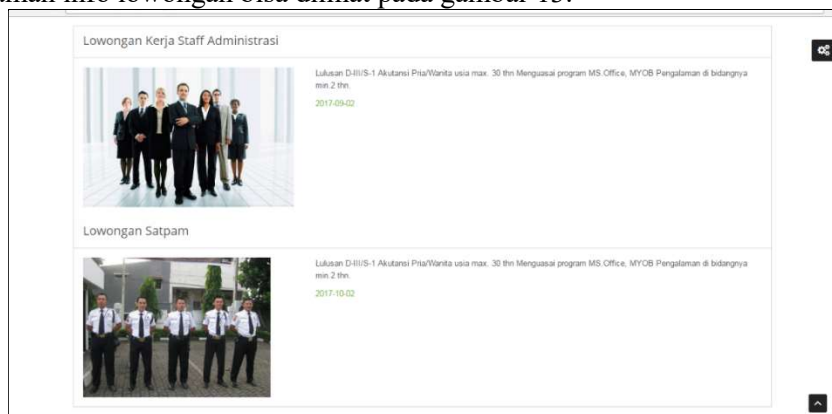 info lowongan bisa dilihat pada gambar 13.
Lowongan Kerja Staff Administrasi
Lulusan D-III/S-1 Akutansi Pria/Wanita usia max. 30 thn Menguasai program MS.Office, MYOB Pengalaman di bidangnya
min.2 thn.
2017-09-02
Lowongan Satpam
Lulusan D-III/S-1 Akutansi Pria/Wanita usia max. 30 thn Menguasai program MS.Office, MYOB Pengalaman di bidangnya
min.2 thn.
2017-10-02